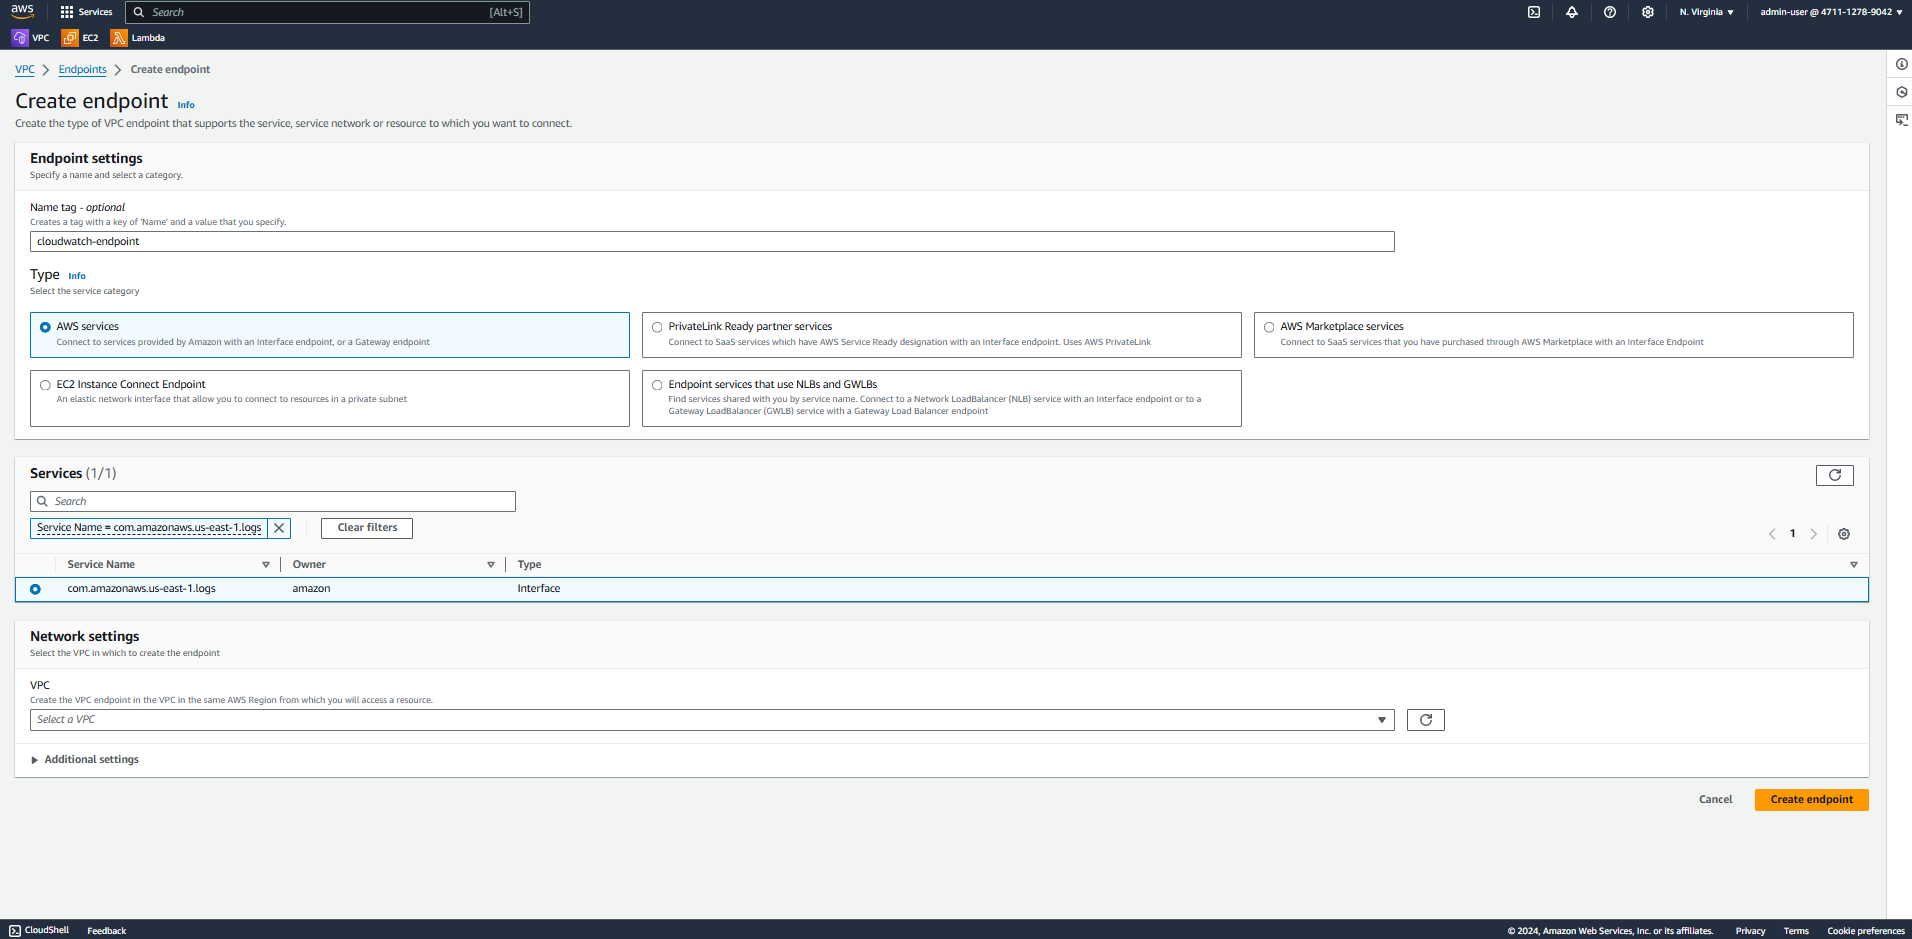 aws Services Search [Alt+S] N. Virginia ▼ admin-user @ 4711-1278-9042 ▼
VPC EC2 Lambda
VPC > Endpoints > Create endpoint
Create endpoint Info
Create the type of VPC endpoint that supports the service, service network or resource to which you want to connect.
Endpoint settings
Specify a name and select a category.
Name tag - optional
Creates a tag with a key of 'Name' and a value that you specify.
cloudwatch-endpoint
Type Info
Select the service category
AWS services
Connect to services provided by Amazon with an Interface endpoint, or a Gateway endpoint
PrivateLink Ready partner services
Connect to SaaS services which have AWS Service Ready designation with an Interface endpoint. Uses AWS PrivateLink
AWS Marketplace services
Connect to SaaS services that you have purchased through AWS Marketplace with an Interface Endpoint
EC2 Instance Connect Endpoint
An elastic network interface that allow you to connect to resources in a private subnet
Endpoint services that use NLBs and GWLBs
Find services shared with you by service name. Connect to a Network LoadBalancer (NLB) service with an Interface endpoint or to a
Gateway LoadBalancer (GWLB) service with a Gateway Load Balancer endpoint
Services (1/1)
Search
Service Name = com.amazonaws.us-east-1.logs Clear filters
1
Service Name Owner Type
com.amazonaws.us-east-1.logs amazon Interface
Network settings
Select the VPC in which to create the endpoint
VPC
Create the VPC endpoint in the VPC in the same AWS Region from which you will access a resource.
Select a VPC
Additional settings
Cancel Create endpoint
CloudShell Feedback © 2024, Amazon Web Services, Inc. or its affiliates. Privacy Terms Cookie preferences